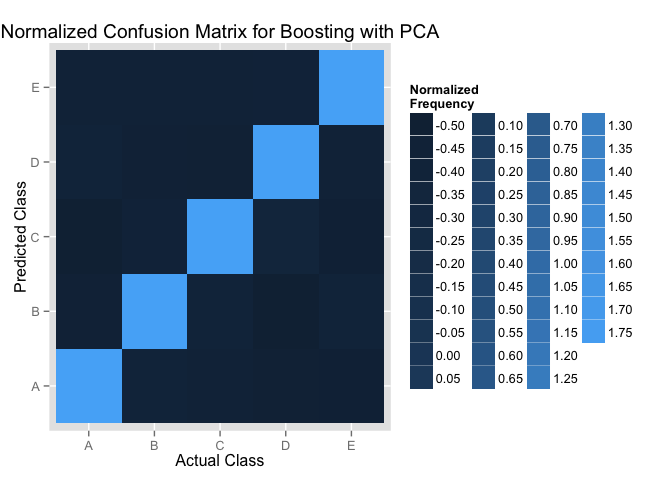 Normalized Confusion Matrix for Boosting with PCA
Predicted Class
E
D
C
B
A
A B C D E
Actual Class
Normalized
Frequency
-0.50 0.10 0.70 1.30
-0.45 0.15 0.75 1.35
-0.40 0.20 0.80 1.40
-0.35 0.25 0.85 1.45
-0.30 0.30 0.90 1.50
-0.25 0.35 0.95 1.55
-0.20 0.40 1.00 1.60
-0.15 0.45 1.05 1.65
-0.10 0.50 1.10 1.70
-0.05 0.55 1.15 1.75
0.00 0.60 1.20
0.05 0.65 1.25